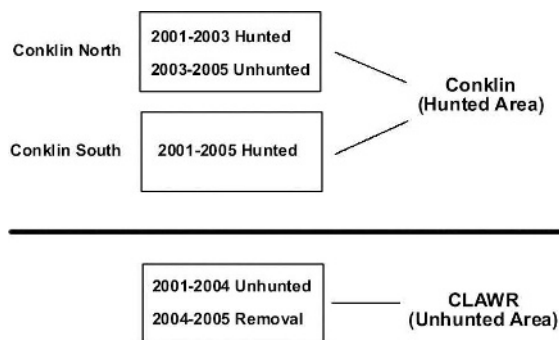 Conklin North
2001-2003 Hunted
2003-2005 Unhunted
Conklin
(Hunted Area)
Conklin South
2001-2005 Hunted
2001-2004 Unhunted
2004-2005 Removal
CLAWR
(Unhunted Area)